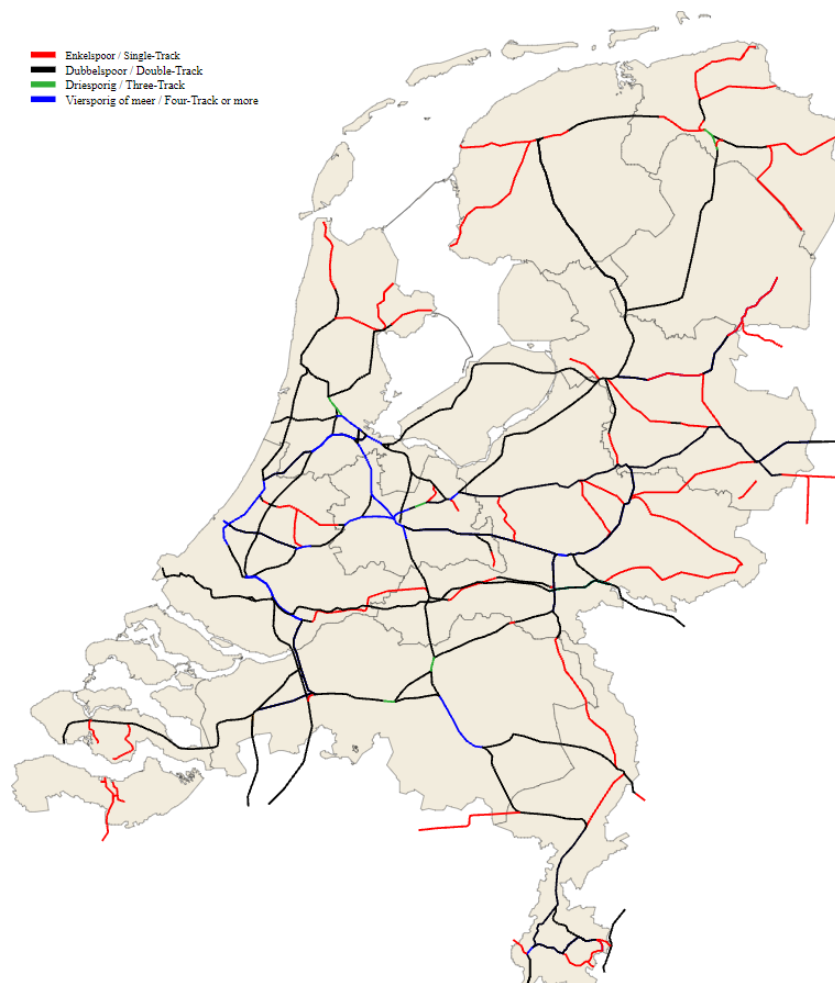 Enkelspoor / Single-Track
Dubbelspoor / Double-Track
Driesporig / Three-Track
Viersporig of meer / Four-Track or more